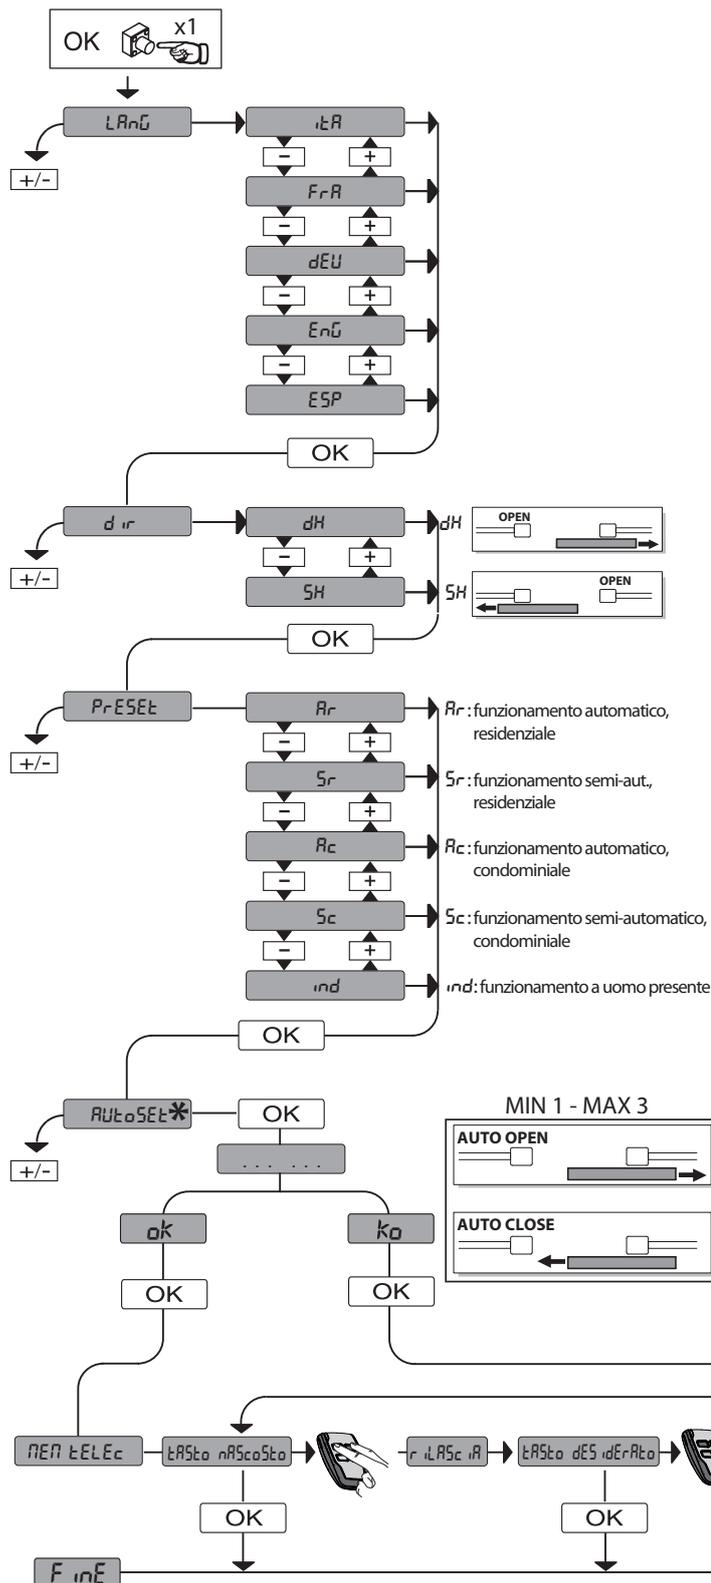 OK x1
LAnG itA
+/-
- +
FrA
- +
dEU
- +
EnG
- +
ESP
OK
dir dH dH OPEN
+/-
- +
SH SH OPEN
OK
PrESEt Ar Ar: funzionamento automatico,
residenziale
+/-
- +
Sr Sr: funzionamento semi-aut.,
residenziale
- +
Ac Ac: funzionamento automatico,
condominiale
- +
Sc Sc: funzionamento semi-automatico,
condominiale
- +
ind ind: funzionamento a uomo presente
OK
AUtoSEt* OK
+/-
... ...
MIN 1 - MAX 3
AUTO OPEN
AUTO CLOSE
oK Ko
OK OK
MEM tELEc tASto nAScoSto riLASciA tASto dESidErAto
OK OK
FinE